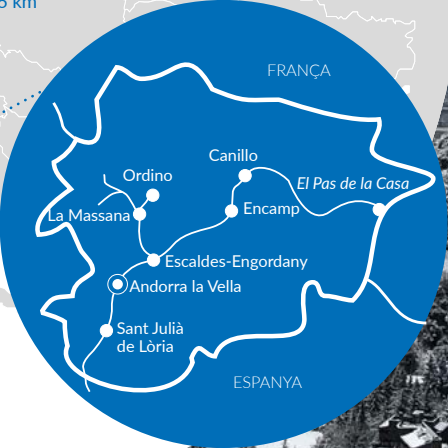 km
FRANÇA
Canillo
Ordino
El Pas de la Casa
La Massana
Encamp
Escaldes-Engordany
Andorra la Vella
Sant Julià
de Lòria
ESPANYA